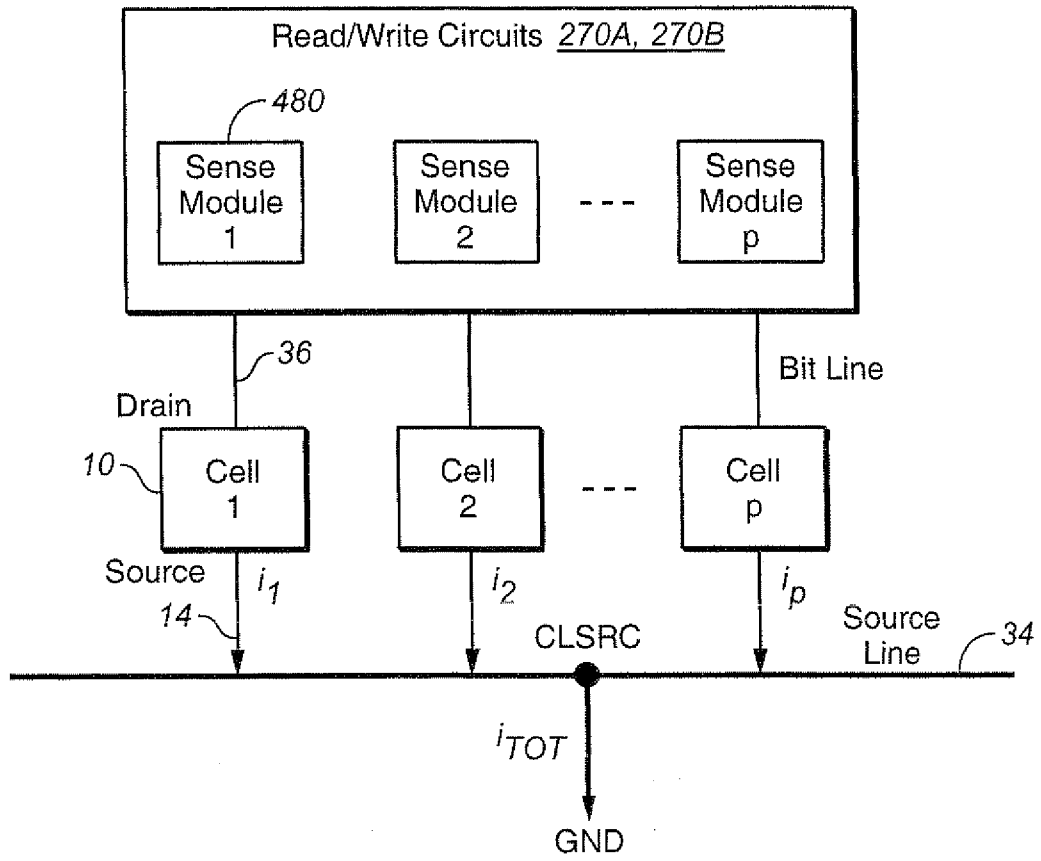 Read/Write Circuits 270A, 270B
480
Sense Module 1
Sense Module 2
---
Sense Module p
36
Bit Line
Drain
10
Cell 1
Cell 2
---
Cell p
Source
i1
i2
ip
14
CLSRC
Source Line
34
iTOT
GND